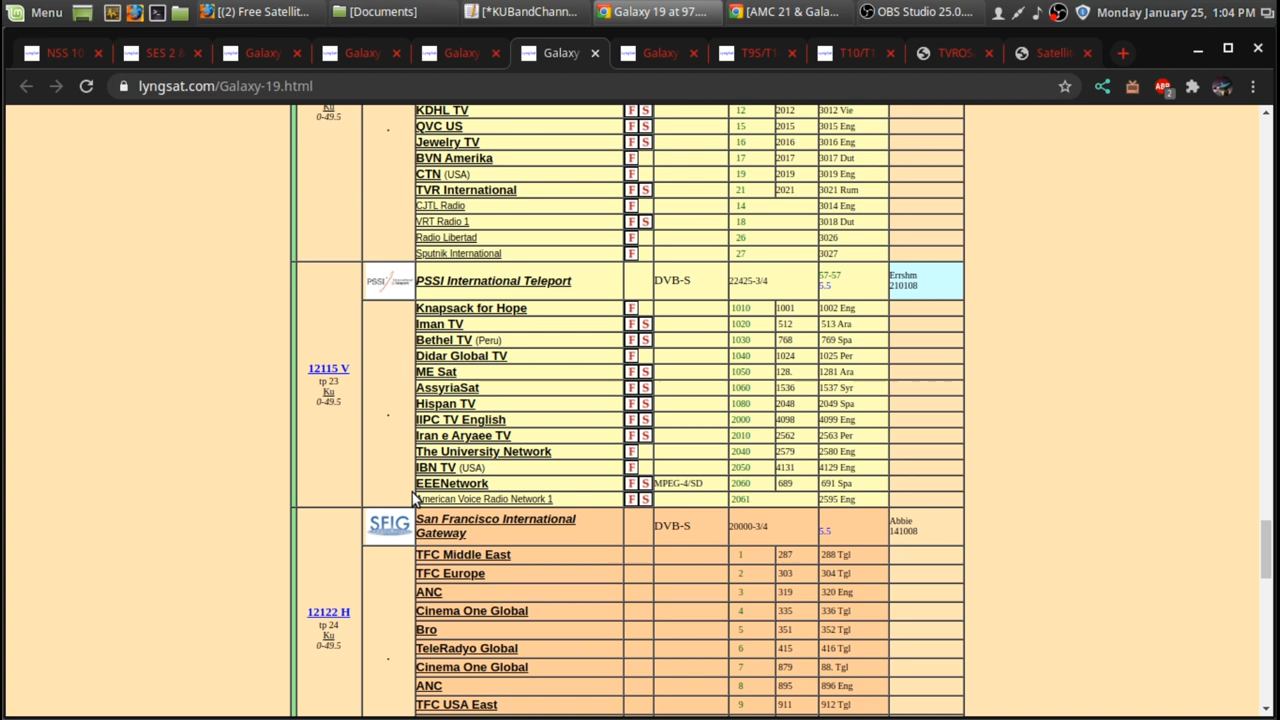 Menu [(2) Free Satellit... [Documents] [*KUBandCha... [Galaxy 19 at 97.... [AMC 21 & Gala... [OBS Studio 25.0.... Monday January 25, 1:04 PM
NSS 10 SES 2 & Galaxy Galaxy Galaxy Galaxy Galaxy T9S/T1 T10/T1 TVROS Satellit
lyngsat.com/Galaxy-19.html
Ku KDHL TV F S 12 2012 3012 Vie
0-49.5
QVC US F S 15 2015 3015 Eng
Jewelry TV F S 16 2016 3016 Eng
BVN Amerika F 17 2017 3017 Dut
CTN (USA) F 19 2019 3019 Eng
TVR International F S 21 2021 3021 Rum
CJTL Radio F 14 3014 Eng
VRT Radio 1 F S 18 3018 Dut
Radio Libertad F 26 3026
Sputnik International F 27 3027
PSSI International Teleport DVB-S 22425-3/4 57-57 5.5 Errshm 210108
Knapsack for Hope F 1010 1001 1002 Eng
Iman TV F S 1020 512 513 Ara
Bethel TV (Peru) F S 1030 768 769 Spa
Didar Global TV F 1040 1024 1025 Per
12115 V
ME Sat F S 1050 128. 1281 Ara
tp 23
AssyriaSat F S 1060 1536 1537 Syr
Ku
0-49.5
Hispan TV F S 1080 2048 2049 Spa
IIPC TV English F S 2000 4098 4099 Eng
Iran e Aryaee TV F S 2010 2562 2563 Per
The University Network F 2040 2579 2580 Eng
IBN TV (USA) F 2050 4131 4129 Eng
EEENetwork F S MPEG-4/SD 2060 689 691 Spa
American Voice Radio Network 1 F S 2061 2595 Eng
SFIG San Francisco International Gateway DVB-S 20000-3/4 5.5 Abbie 141008
TFC Middle East 1 287 288 Tgl
TFC Europe 2 303 304 Tgl
ANC 3 319 320 Eng
12122 H
Cinema One Global 4 335 336 Tgl
tp 24
Ku
Bro 5 351 352 Tgl
0-49.5
TeleRadyo Global 6 415 416 Tgl
Cinema One Global 7 879 88. Tgl
ANC 8 895 896 Eng
TFC USA East 9 911 912 Tgl